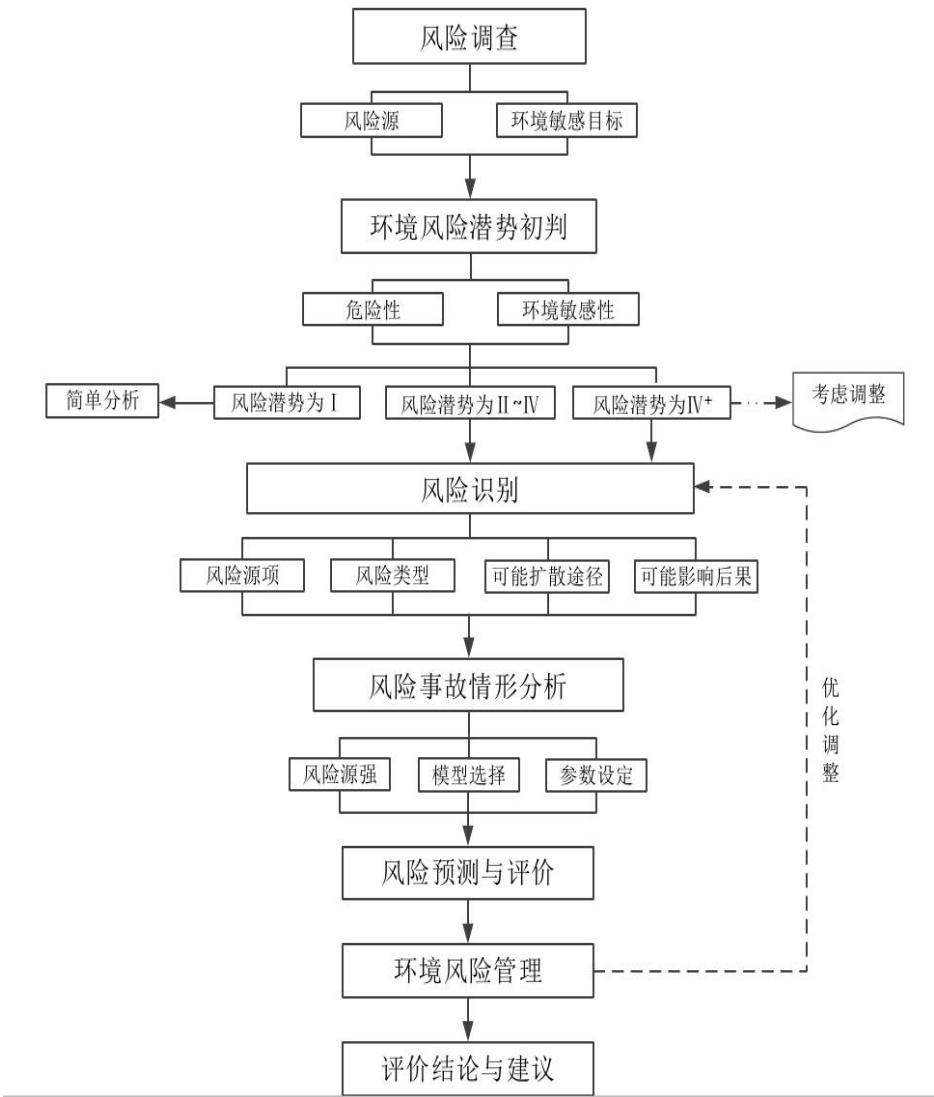 风险调查
风险源
环境敏感目标
环境风险潜势初判
危险性
环境敏感性
简单分析
风险潜势为Ⅰ
风险潜势为Ⅱ~Ⅳ
风险潜势为Ⅳ⁺
考虑调整
风险识别
风险源项
风险类型
可能扩散途径
可能影响后果
风险事故情形分析
优化调整
风险源强
模型选择
参数设定
风险预测与评价
环境风险管理
评价结论与建议